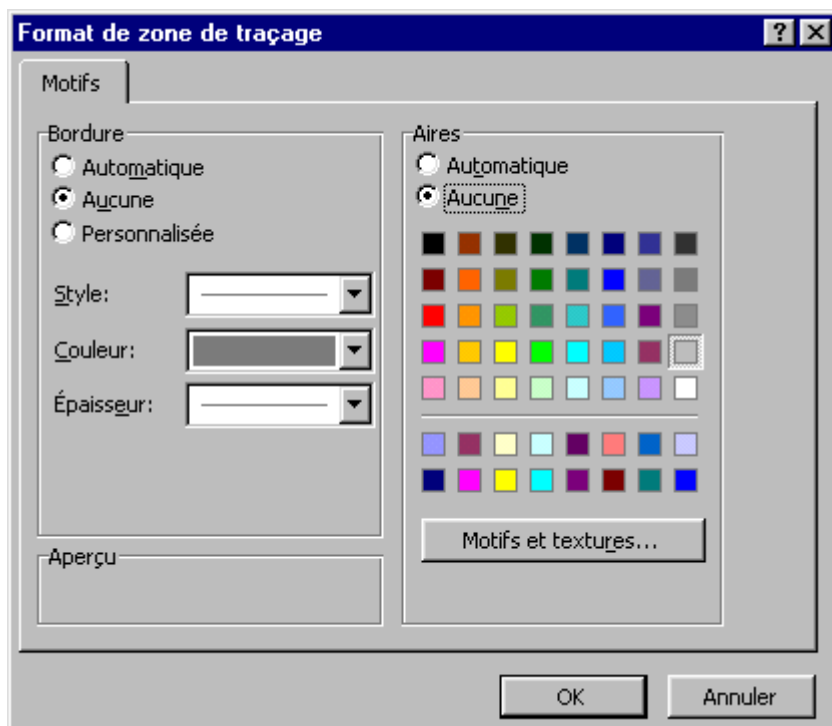 Format de zone de traçage
Motifs
Bordure
Automatique
Aucune
Personnalisée
Style:
Couleur:
Épaisseur:
Aperçu
Aires
Automatique
Aucune
Motifs et textures...
OK
Annuler